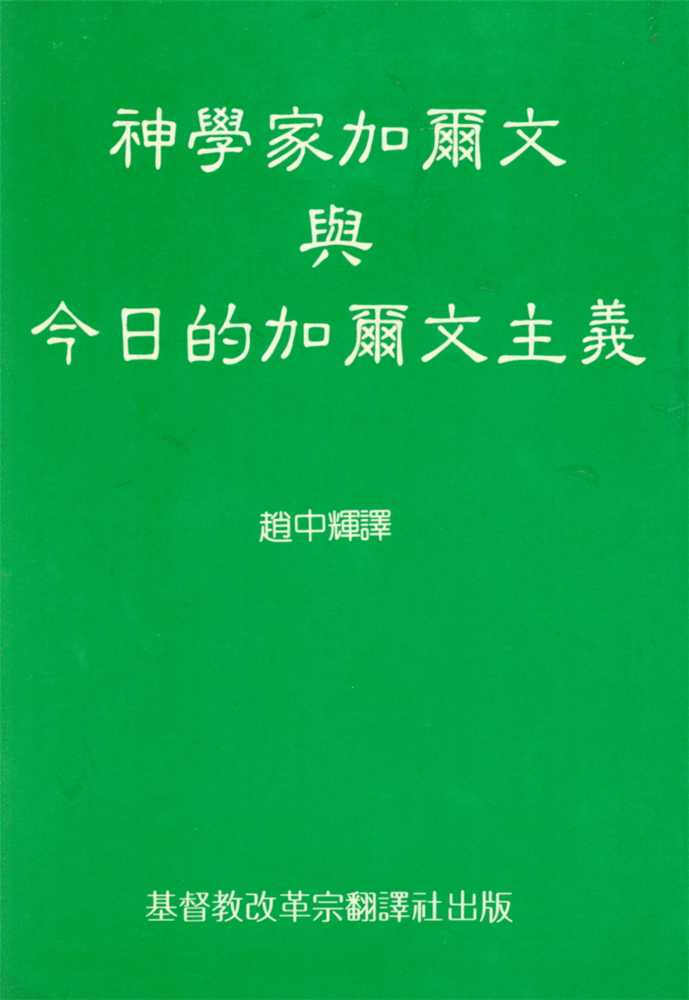 神學家加爾文
與
今日的加爾文主義
趙中輝譯
基督教改革宗翻譯社出版